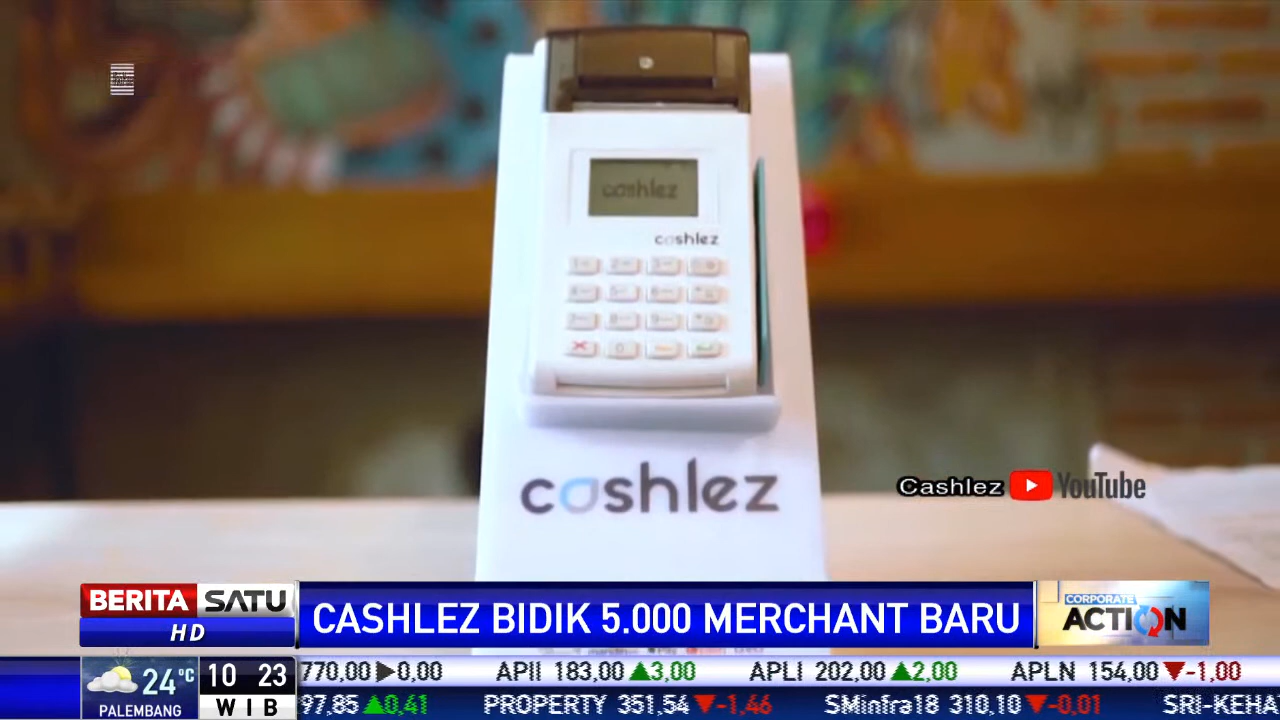 cashlez
cashlez
0
cashlez
Cashlez YouTube
BERITA SATU
HD
CASHLEZ BIDIK 5.000 MERCHANT BARU
CORPORATE
ACTION
24°C
PALEMBANG
10 23
WIB
770,00 ▶0,00 APII 183,00 ▲3,00 APLI 202,00 ▲2,00 APLN 154,00 ▼-1,00
97,85 ▲0,41 PROPERTY 351,54 ▼-1,46 SMinfra18 310,10 ▼-0,01 SRI-KEHA